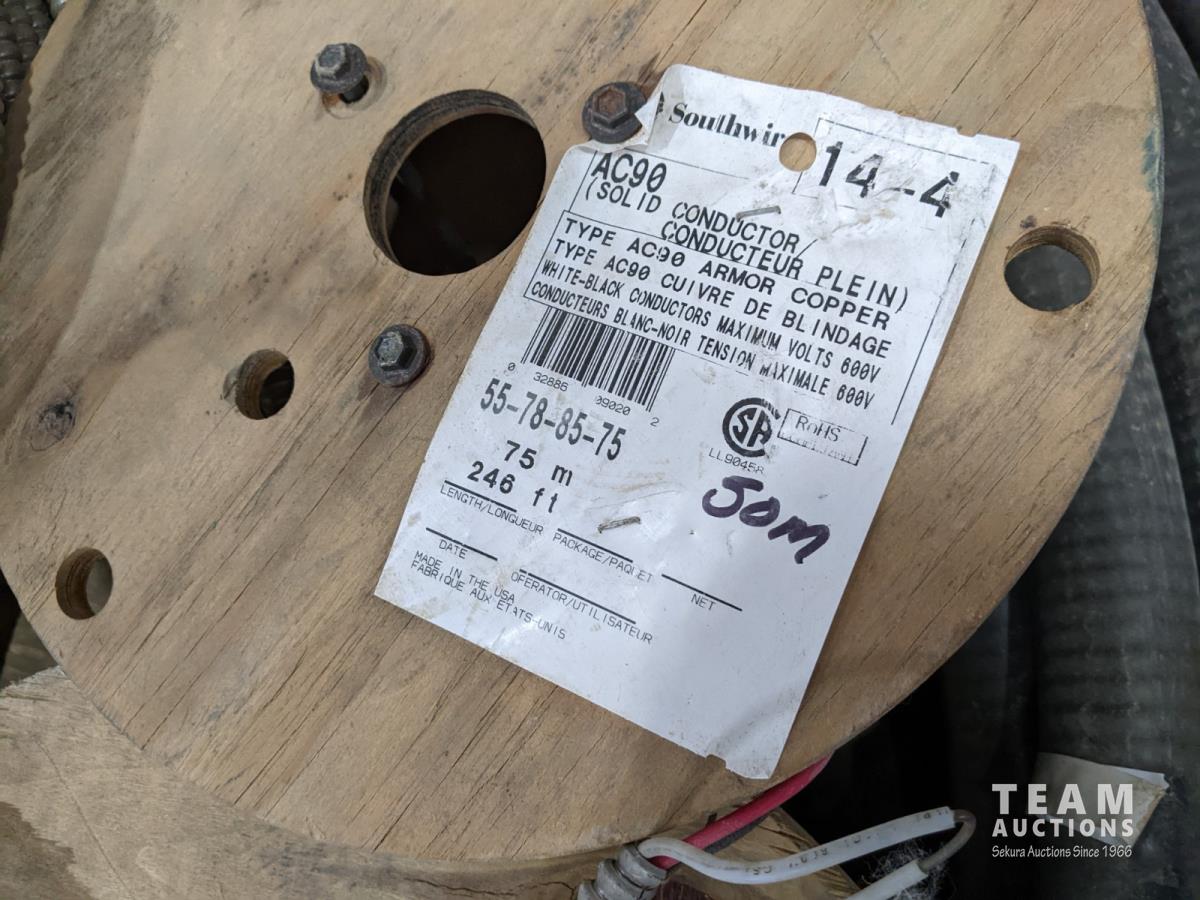 Southwir
14-4
AC90
(SOLID CONDUCTOR/
CONDUCTEUR PLEIN)
TYPE AC90 ARMOR COPPER
TYPE AC90 CUIVRE DE BLINDAGE
WHITE-BLACK CONDUCTORS MAXIMUM VOLTS 600V
CONDUCTEURS BLANC-NOIR TENSION MAXIMALE 600V
0 32886 09020 2
55-78-85-75
SA
RoHS
LL90458
75 m
246 ft
50m
LENGTH/LONGUEUR
PACKAGE/PAQUET
NET
DATE
OPERATOR/UTILISATEUR
MADE IN THE USA
FABRIQUE AUX ETATS-UNIS
TEAM
AUCTIONS
Sekura Auctions Since 1966